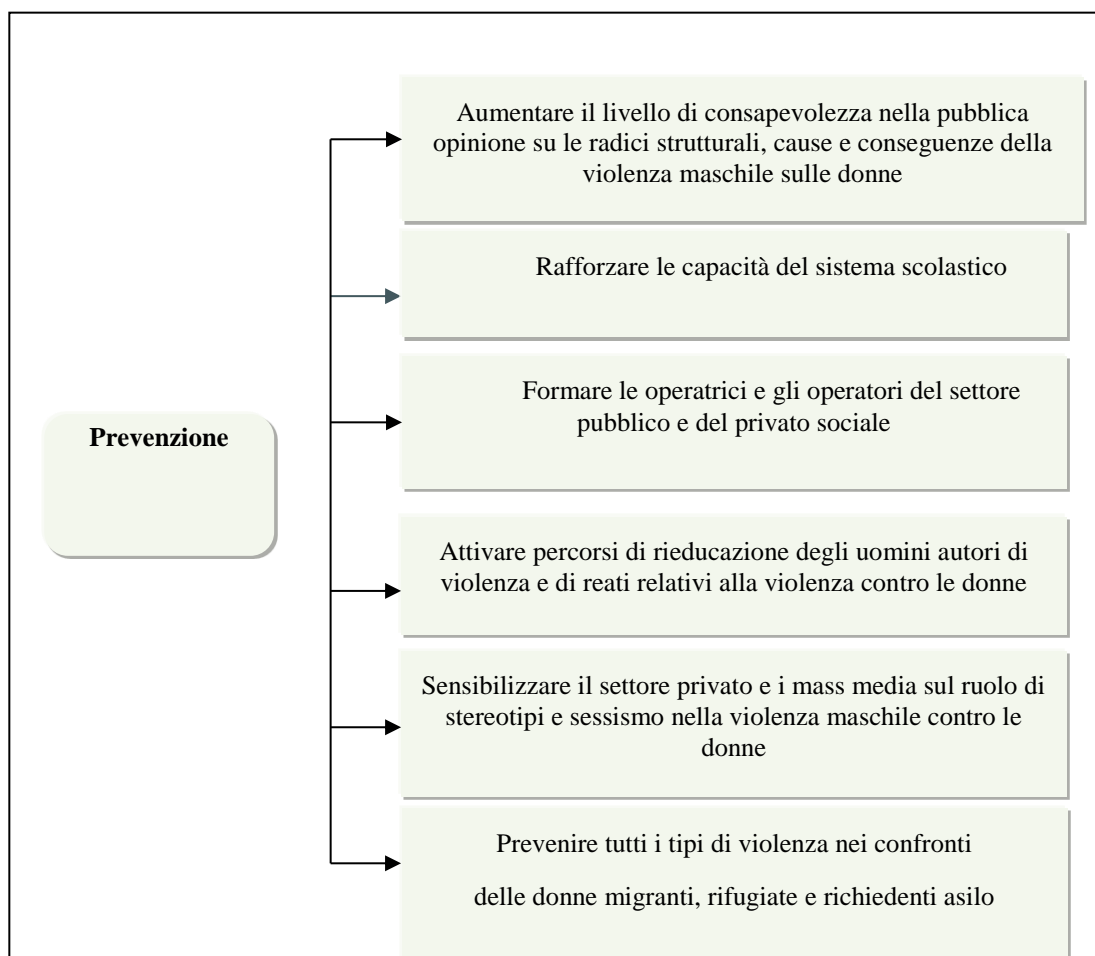 Aumentare il livello di consapevolezza nella pubblica
opinione su le radici strutturali, cause e conseguenze della
violenza maschile sulle donne
Rafforzare le capacità del sistema scolastico
Formare le operatrici e gli operatori del settore
pubblico e del privato sociale
Prevenzione
Attivare percorsi di rieducazione degli uomini autori di
violenza e di reati relativi alla violenza contro le donne
Sensibilizzare il settore privato e i mass media sul ruolo di
stereotipi e sessismo nella violenza maschile contro le
donne
Prevenire tutti i tipi di violenza nei confronti
delle donne migranti, rifugiate e richiedenti asilo